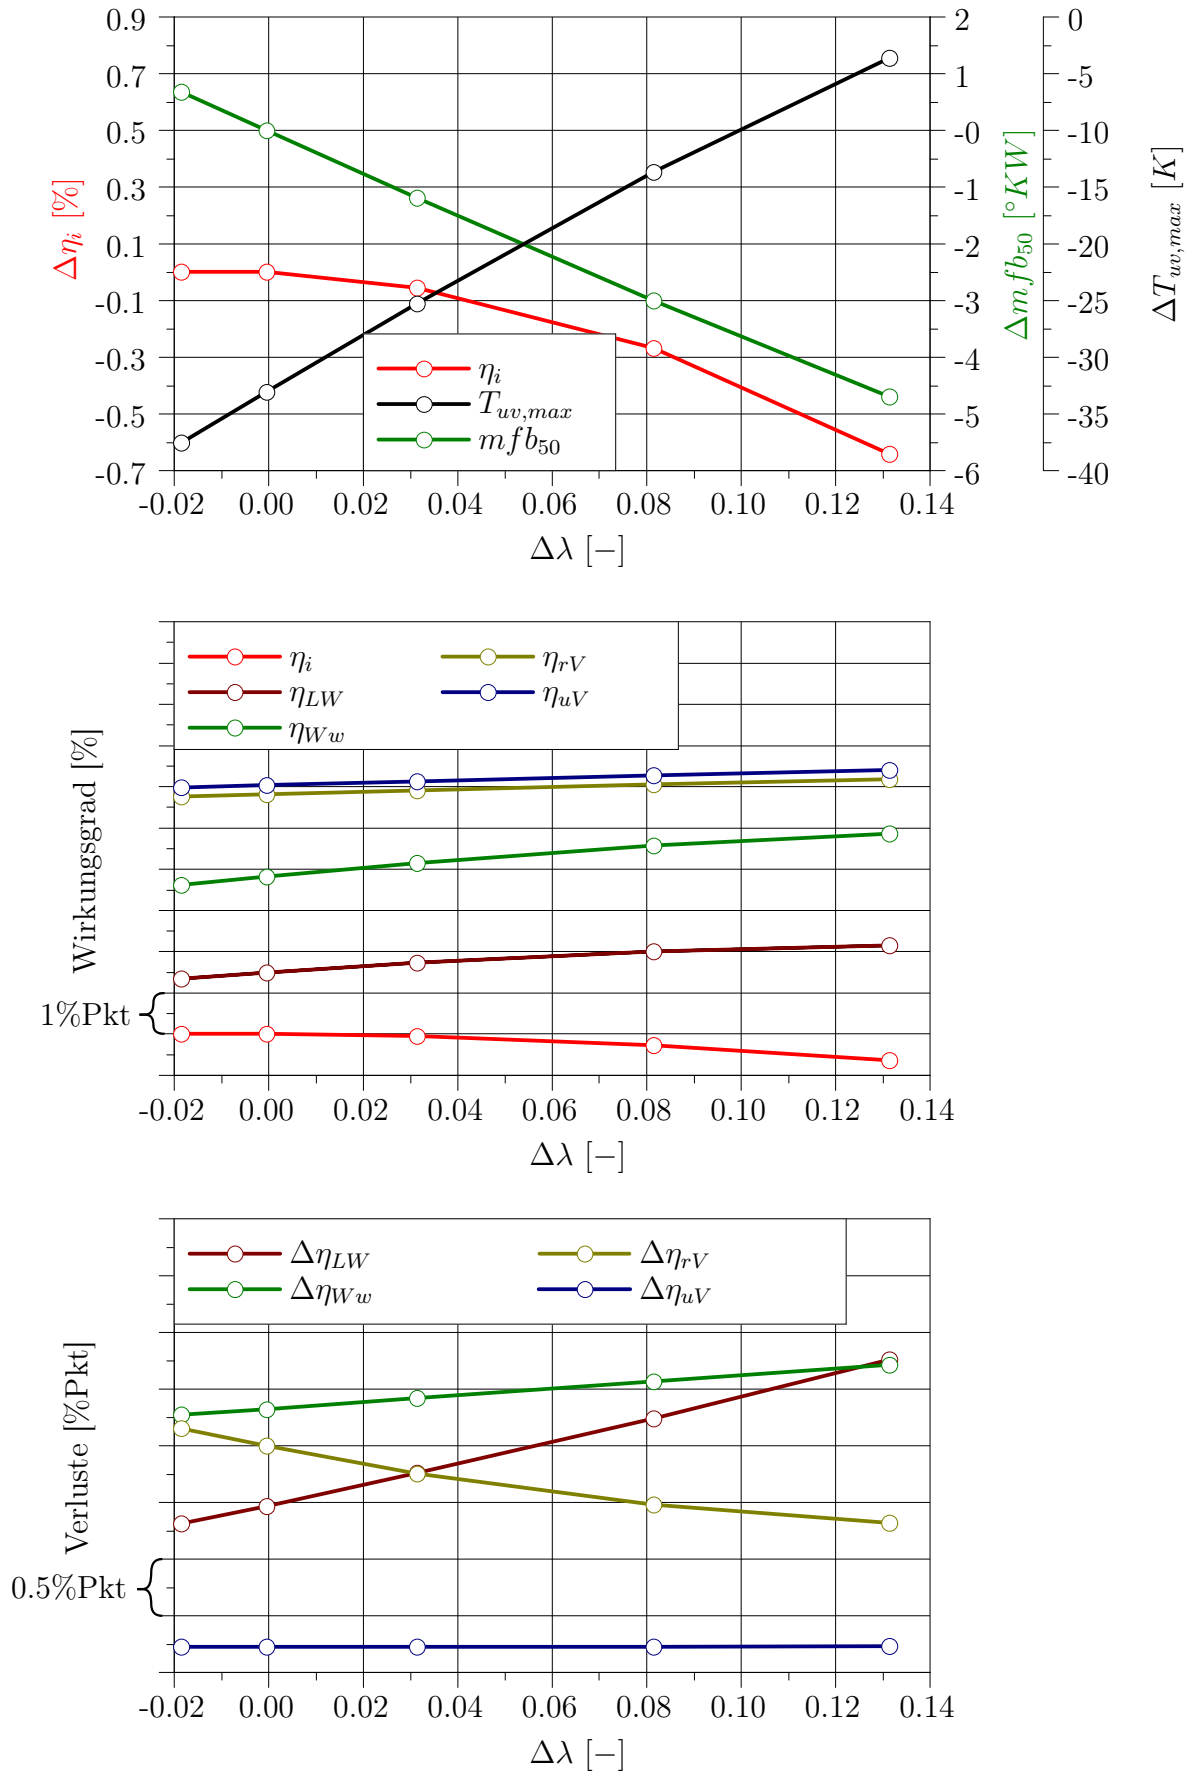 0.9
0.7
0.5
0.3
0.1
-0.1
-0.3
-0.5
-0.7
Δη_i [%]
2
1
-0
-1
-2
-3
-4
-5
-6
Δmfb_50 [°KW]
0
-5
-10
-15
-20
-25
-30
-35
-40
ΔT_uv,max [K]
η_i
T_uv,max
mfb_50
-0.02 0.00 0.02 0.04 0.06 0.08 0.10 0.12 0.14
Δλ [−]
η_i η_rV
η_LW η_uV
η_Ww
Wirkungsgrad [%]
1%Pkt
-0.02 0.00 0.02 0.04 0.06 0.08 0.10 0.12 0.14
Δλ [−]
Δη_LW Δη_rV
Δη_Ww Δη_uV
Verluste [%Pkt]
0.5%Pkt
-0.02 0.00 0.02 0.04 0.06 0.08 0.10 0.12 0.14
Δλ [−]